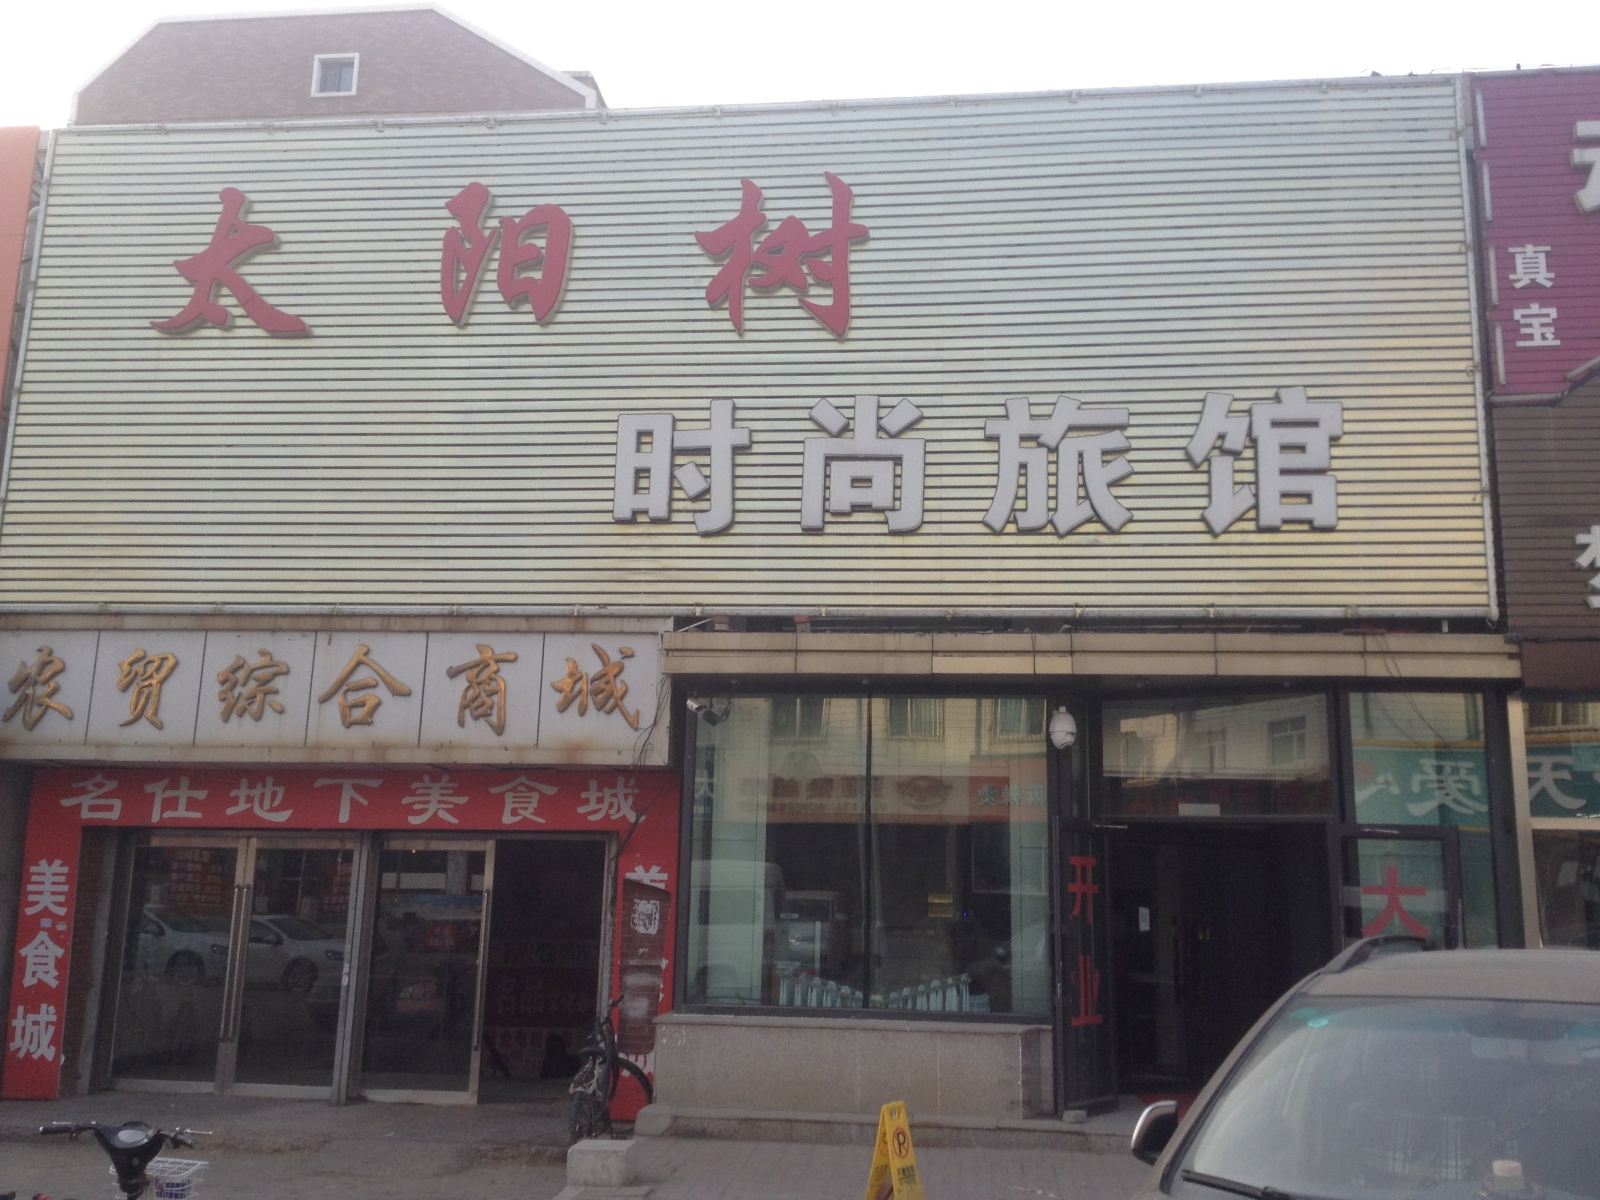 太阳树
时尚旅馆
真宝
农贸综合商城
名仕地下美食城
美食城
开业
大